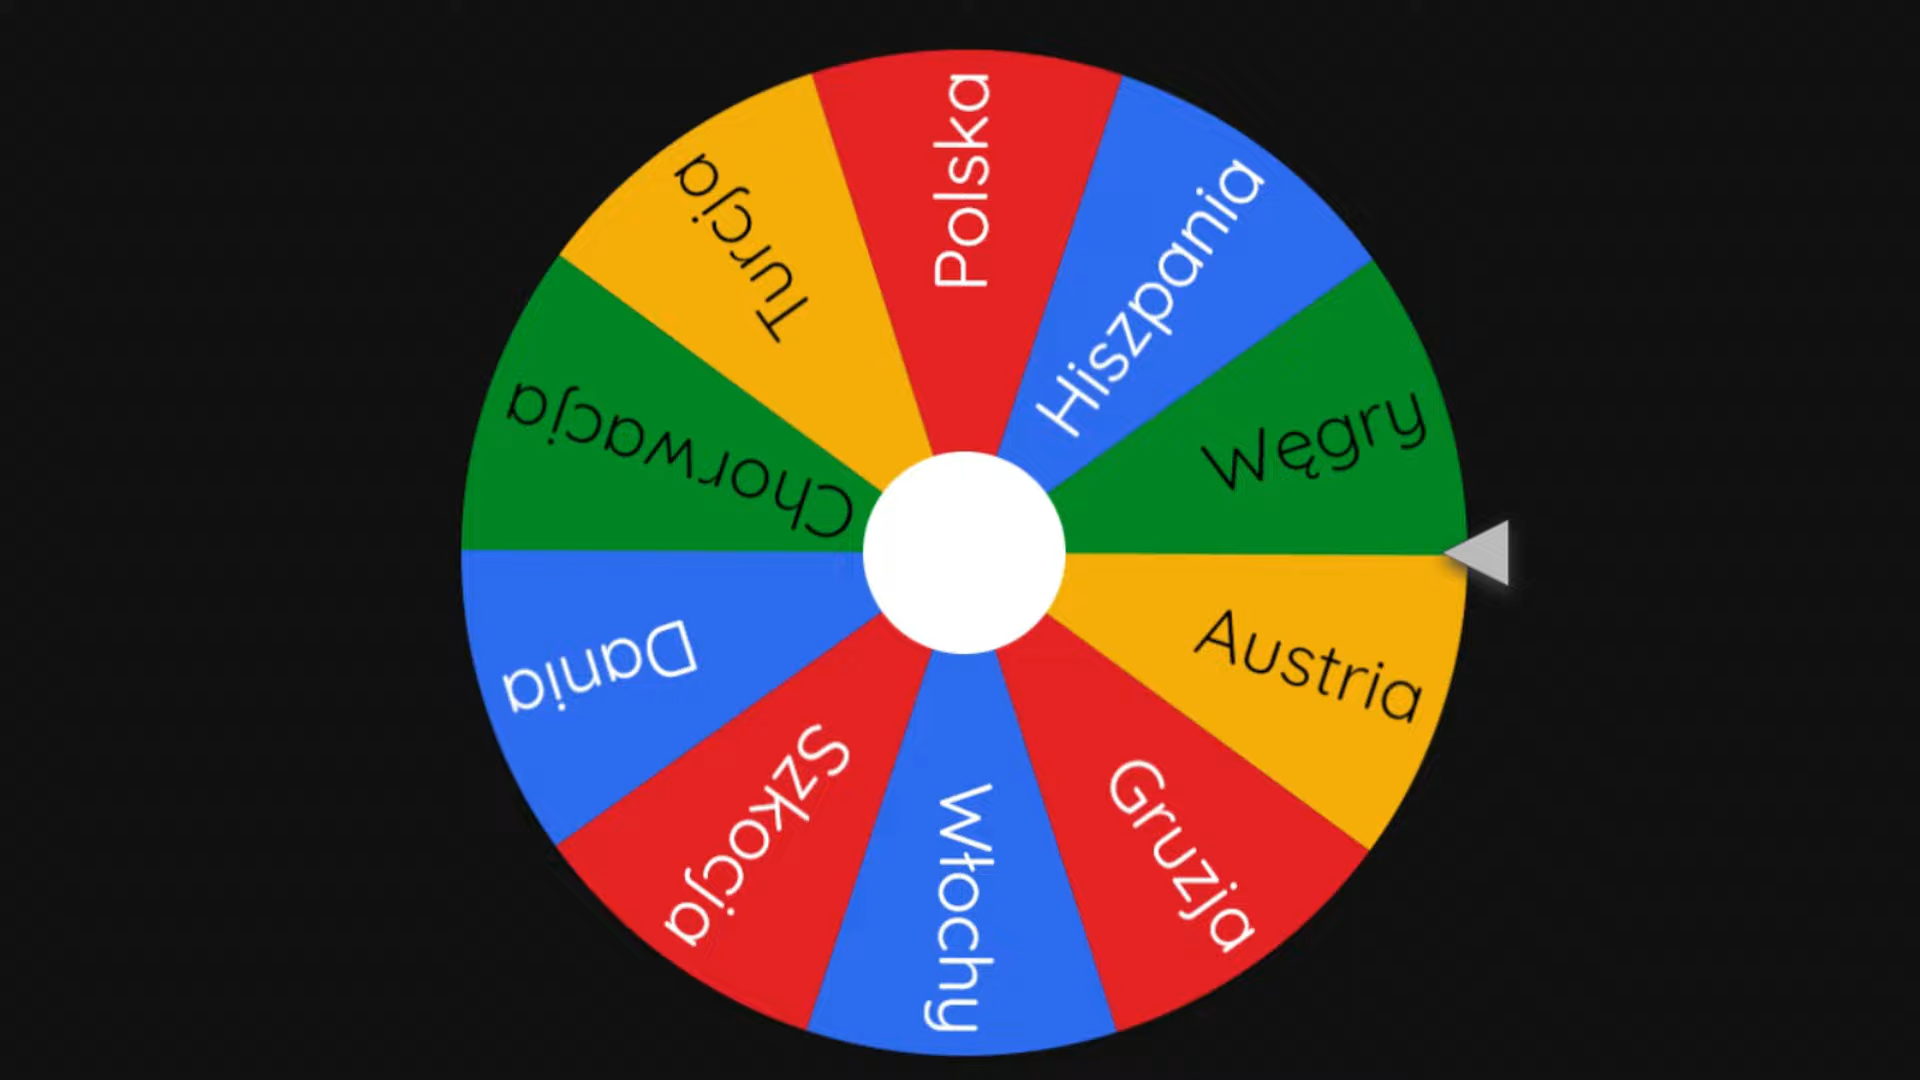 Polska
Hiszpania
Węgry
Austria
Gruzja
Włochy
Szkocja
Dania
Chorwacja
Turcja